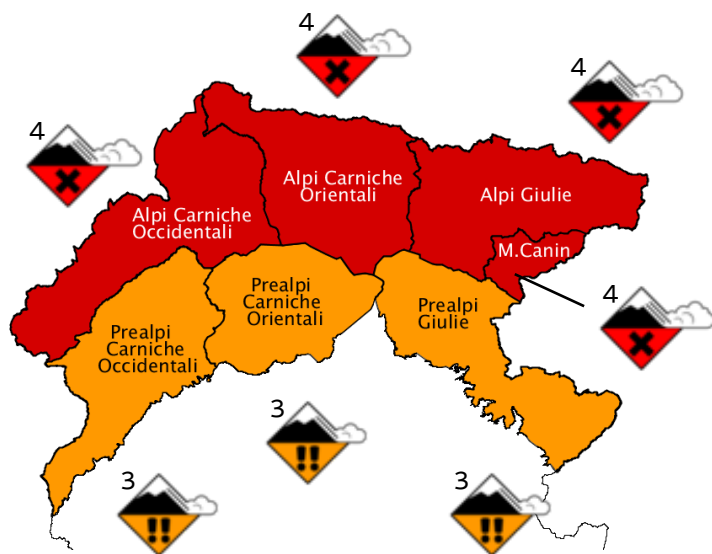 4
4
4
Alpi Carniche
Orientali
Alpi Giulie
Alpi Carniche
Occidentali
M.Canin
4
Prealpi
Carniche
Orientali
Prealpi
Giulie
Prealpi
Carniche
Occidentali
3
!!
3
!!
3
!!